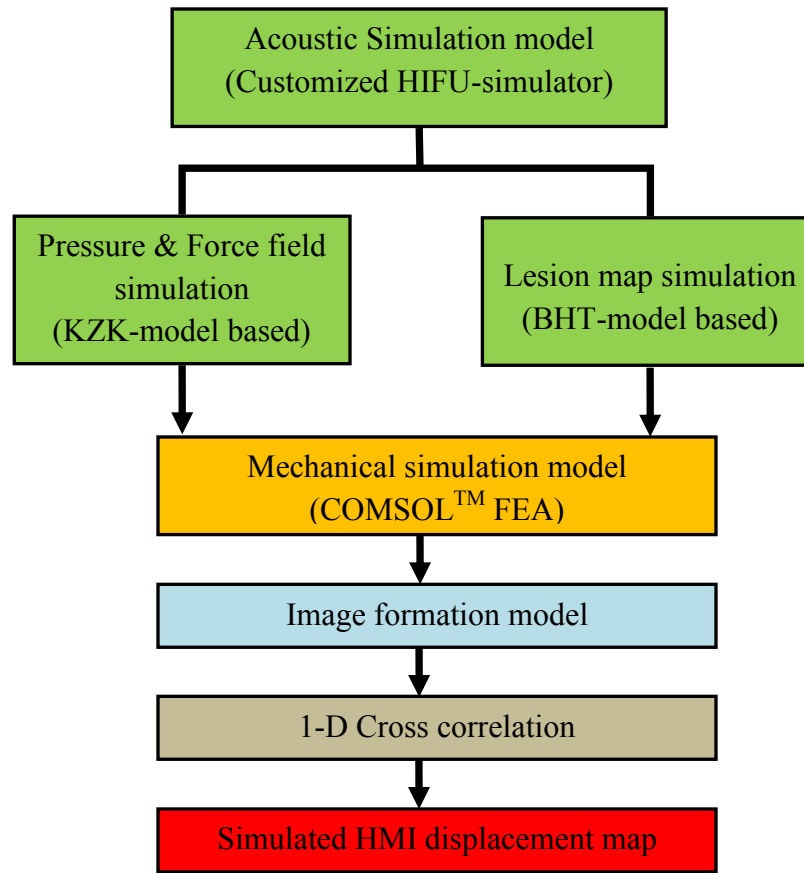 Acoustic Simulation model
(Customized HIFU-simulator)
Pressure & Force field
simulation
(KZK-model based)
Lesion map simulation
(BHT-model based)
Mechanical simulation model
(COMSOL™ FEA)
Image formation model
1-D Cross correlation
Simulated HMI displacement map